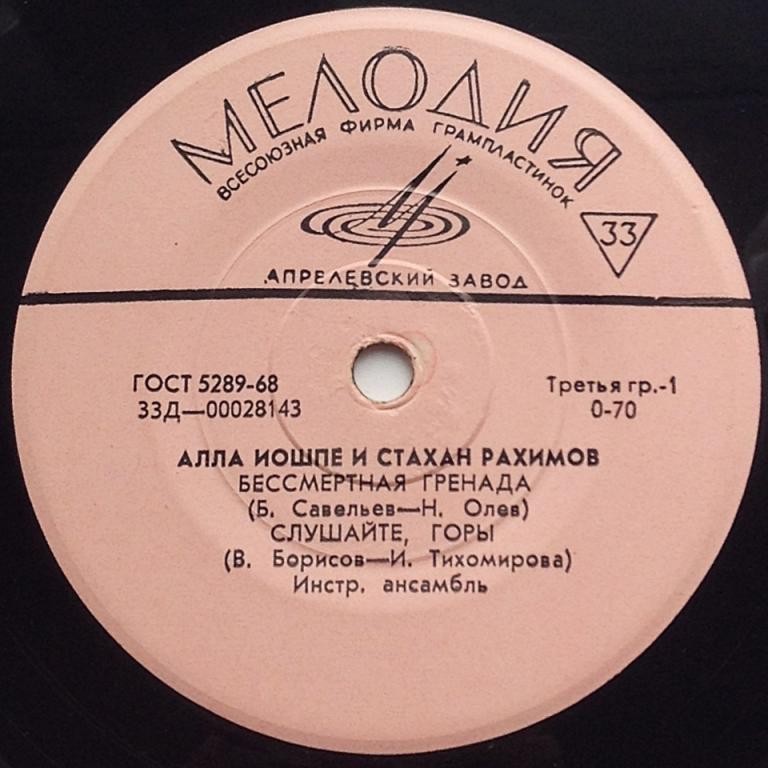 МЕЛОДИЯ
ВСЕСОЮЗНАЯ ФИРМА ГРАМПЛАСТИНОК
33
АПРЕЛЕВСКИЙ ЗАВОД
ГОСТ 5289-68
Третья гр.-1
33Д—00028143
0-70
АЛЛА ИОШПЕ И СТАХАН РАХИМОВ
БЕССМЕРТНАЯ ГРЕНАДА
(Б. Савельев—Н. Олев)
СЛУШАЙТЕ, ГОРЫ
(В. Борисов—И. Тихомирова)
Инстр. ансамбль